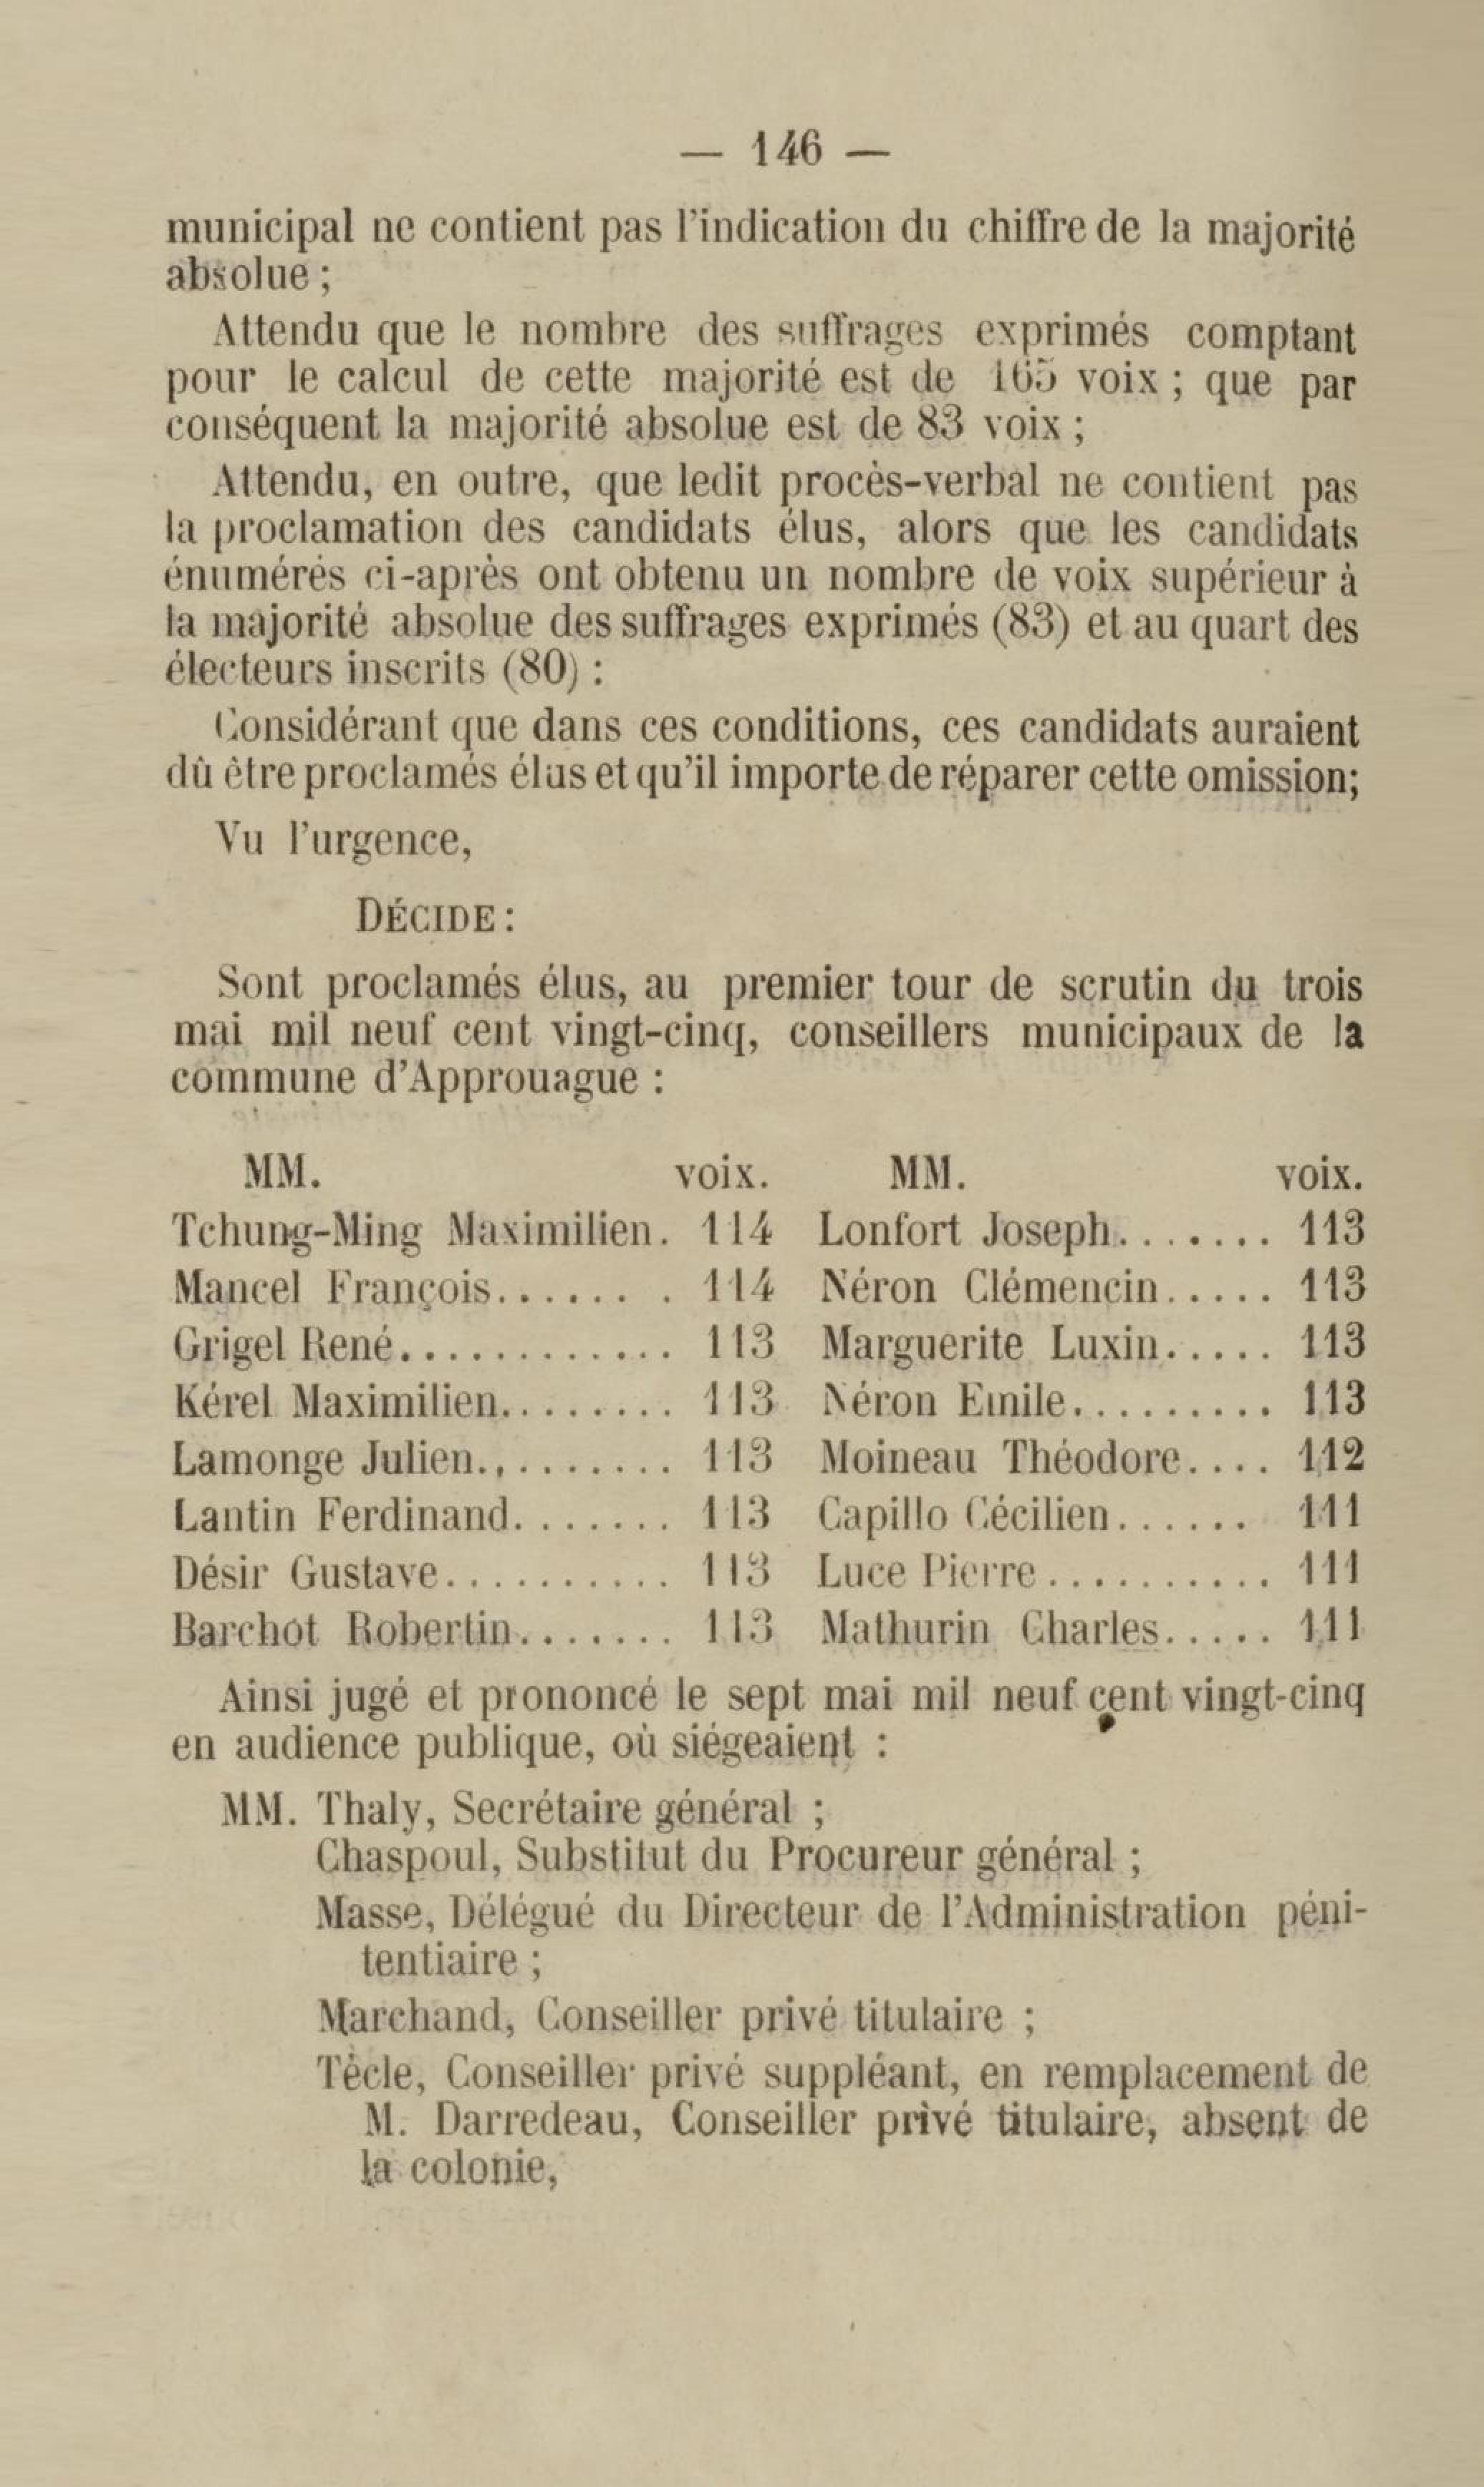 — 146 —
municipal ne contient pas l'indication du chiffre de la majorité
absolue ;
Attendu que le nombre des suffrages exprimés comptant
pour le calcul de cette majorité est de 165 voix ; que par
conséquent la majorité absolue est de 83 voix ;
Attendu, en outre, que ledit procès-verbal ne contient pas
la proclamation des candidats élus, alors que les candidats
énumérés ci-après ont obtenu un nombre de voix supérieur à
la majorité absolue des suffrages exprimés (83) et au quart des
électeurs inscrits (80) :
Considérant que dans ces conditions, ces candidats auraient
dû être proclamés élus et qu'il importe de réparer cette omission;
Vu l'urgence,
DÉCIDE :
Sont proclamés élus, au premier tour de scrutin du trois
mai mil neuf cent vingt-cinq, conseillers municipaux de la
commune d'Approuague :
MM. voix. MM. voix.
Tchung-Ming Maximilien. 114 Lonfort Joseph....... 113
Mancel François....... . 114 Néron Clémencin..... 113
Grigel René............. 113 Marguerite Luxin..... 113
Kérel Maximilien......... 113 Néron Emile.......... 113
Lamonge Julien.,........ 113 Moineau Théodore.... 112
Lantin Ferdinand........ 113 Capillo Cécilien...... 111
Désir Gustave........... 113 Luce Pierre........... 111
Barchot Robertin........ 113 Mathurin Charles..... 111
Ainsi jugé et prononcé le sept mai mil neuf cent vingt-cinq
en audience publique, où siégeaient :
MM. Thaly, Secrétaire général ;
Chaspoul, Substitut du Procureur général ;
Masse, Délégué du Directeur de l'Administration péni-
tentiaire ;
Marchand, Conseiller privé titulaire ;
Tècle, Conseiller privé suppléant, en remplacement de
M. Darredeau, Conseiller privé titulaire, absent de
la colonie,